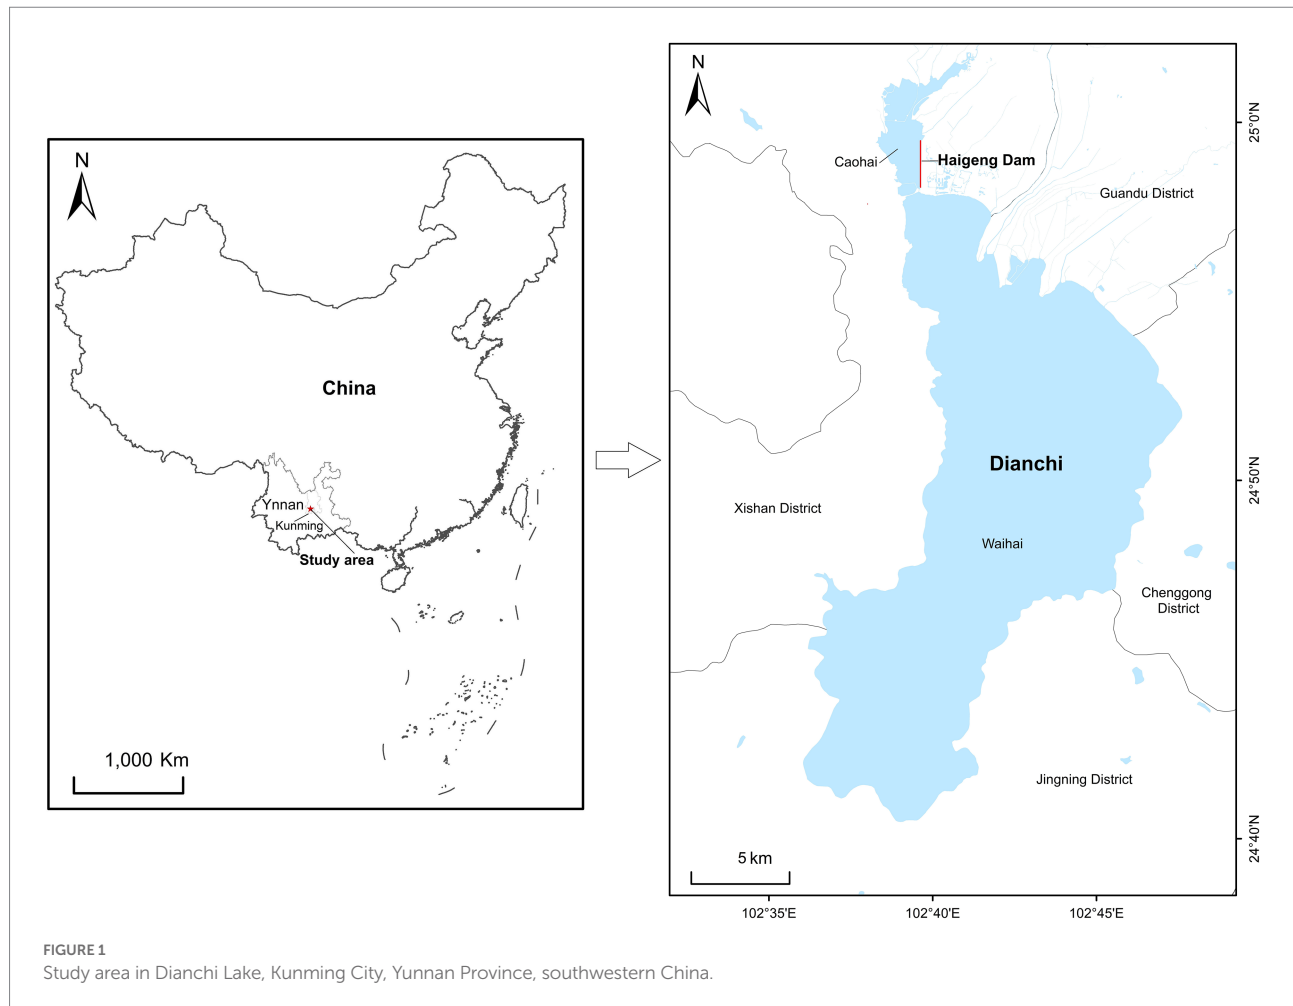 N
China
Ynnan
Kunming
Study area
1,000 Km
N
Caohai
Haigeng Dam
Guandu District
Dianchi
Xishan District
Waihai
Chenggong
District
Jingning District
5 km
25°0'N
24°50'N
24°40'N
102°35'E
102°40'E
102°45'E
FIGURE 1
Study area in Dianchi Lake, Kunming City, Yunnan Province, southwestern China.